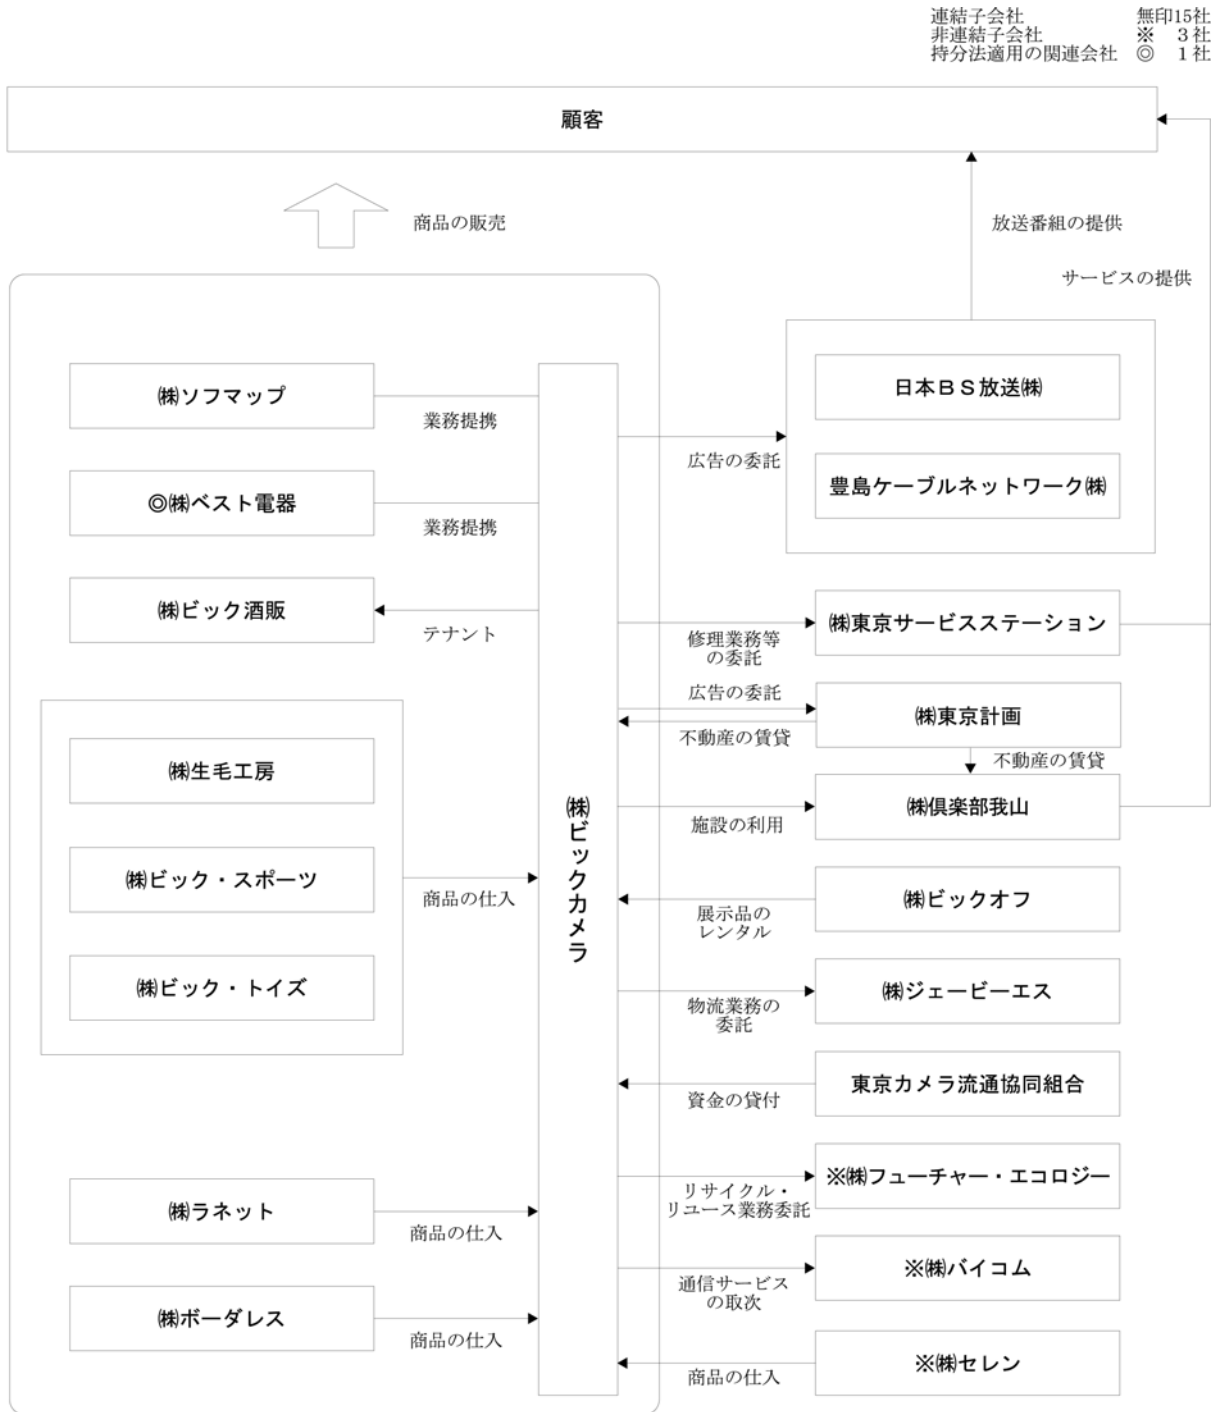 連結子会社 無印15社
非連結子会社 ※ 3社
持分法適用の関連会社 ◎ 1社
顧客
商品の販売
放送番組の提供
サービスの提供
㈱ソフマップ
業務提携
◎㈱ベスト電器
業務提携
㈱ビック酒販
テナント
㈱生毛工房
㈱ビック・スポーツ
㈱ビック・トイズ
商品の仕入
㈱ラネット
商品の仕入
㈱ボーダレス
商品の仕入
㈱ビックカメラ
広告の委託
日本BS放送㈱
豊島ケーブルネットワーク㈱
修理業務等
の委託
㈱東京サービスステーション
広告の委託
不動産の賃貸
㈱東京計画
不動産の賃貸
施設の利用
㈱倶楽部我山
展示品の
レンタル
㈱ビックオフ
物流業務の
委託
㈱ジェービーエス
資金の貸付
東京カメラ流通協同組合
リサイクル・
リユース業務委託
※㈱フューチャー・エコロジー
通信サービス
の取次
※㈱バイコム
商品の仕入
※㈱セレン